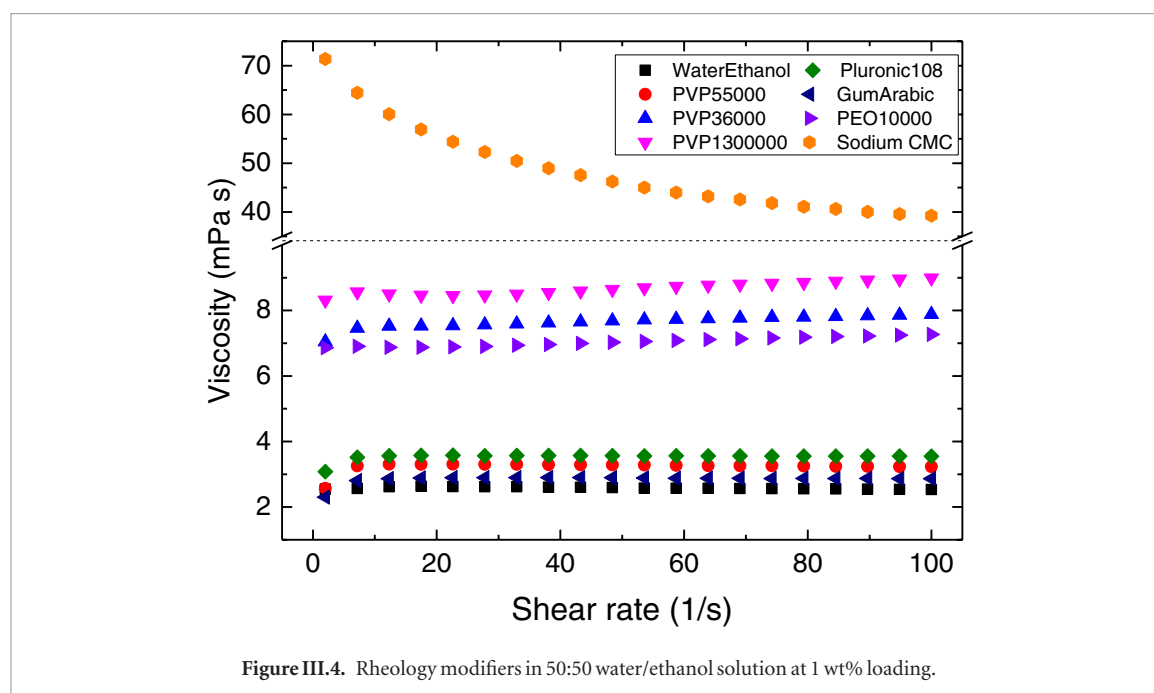 70
60
50
40
8
6
4
2
Viscosity (mPa s)
WaterEthanol
PVP55000
PVP36000
PVP1300000
Pluronic108
GumArabic
PEO10000
Sodium CMC
0 20 40 60 80 100
Shear rate (1/s)
Figure III.4. Rheology modifiers in 50:50 water/ethanol solution at 1 wt% loading.